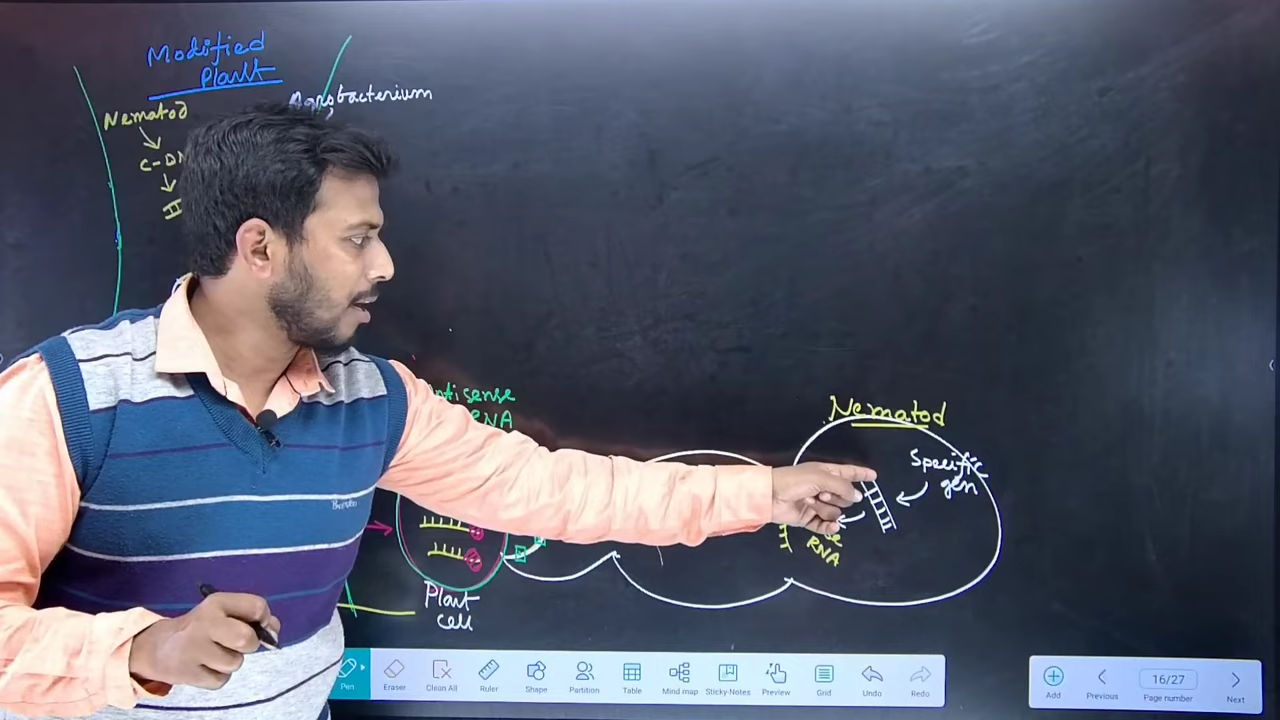 Modified
Plant
Nematod
Agrobacterium
Antisense
Nematod
Specific
gen
RNA
Plant
cell
Pen
Eraser
Clean All
Ruler
Shape
Partition
Table
Mind map
Sticky-Notes
Preview
Grid
Undo
Redo
Add
Previous
16/27
Page number
Next